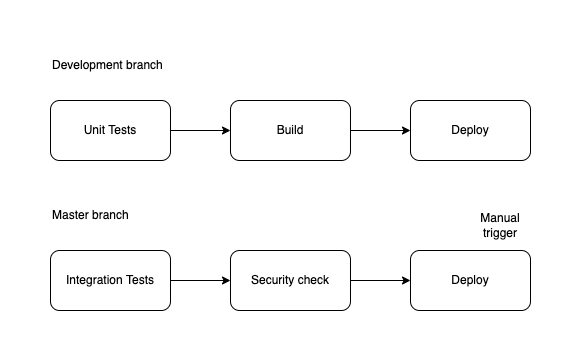 Development branch
Unit Tests
Build
Deploy
Master branch
Manual
trigger
Integration Tests
Security check
Deploy